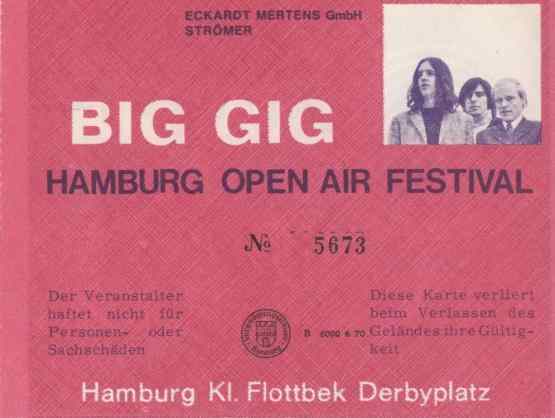 ECKARDT MERTENS GmbH
STRÖMER
BIG GIG
HAMBURG OPEN AIR FESTIVAL
№ 5673
Der Veranstalter
haftet nicht für
Personen- oder
Sachschäden
B 6000 6 70
Diese Karte verliert
beim Verlassen des
Geländes ihre Gültig-
keit
Hamburg Kl. Flottbek Derbyplatz